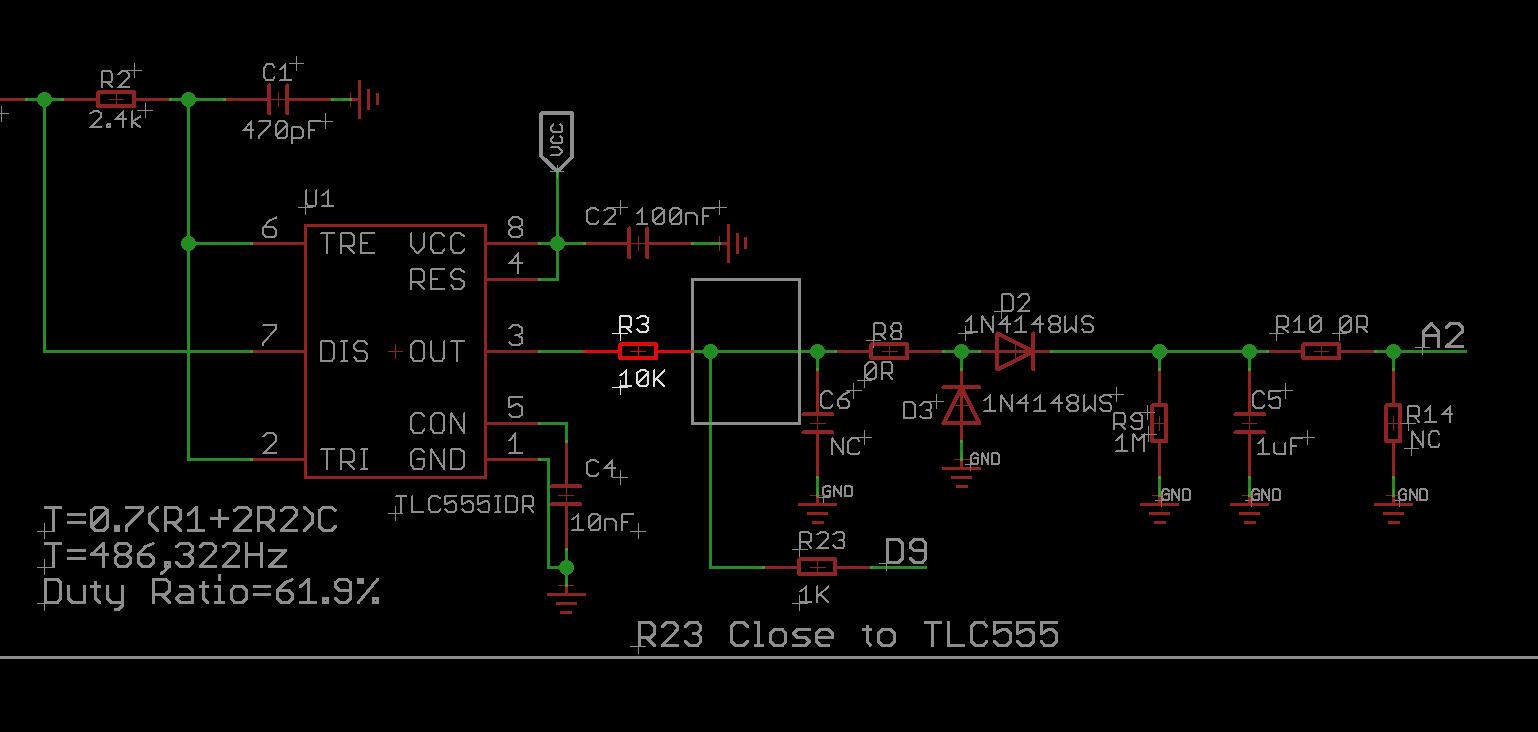 R2
2.4k
C1
470pF
VCC
U1
C2 100nF
6
TRE
VCC
8
RES
4
R3
10K
7
DIS
OUT
3
CON
5
2
TRI
GND
1
TLC555IDR
C4
10nF
D2
1N4148WS
R8
0R
D3
1N4148WS
C6
NC
GND
GND
R9
1M
GND
C5
1uF
GND
R10 0R
A2
R14
NC
GND
R23
1K
D9
T=0.7(R1+2R2)C
T=486,322Hz
Duty Ratio=61.9%
R23 Close to TLC555